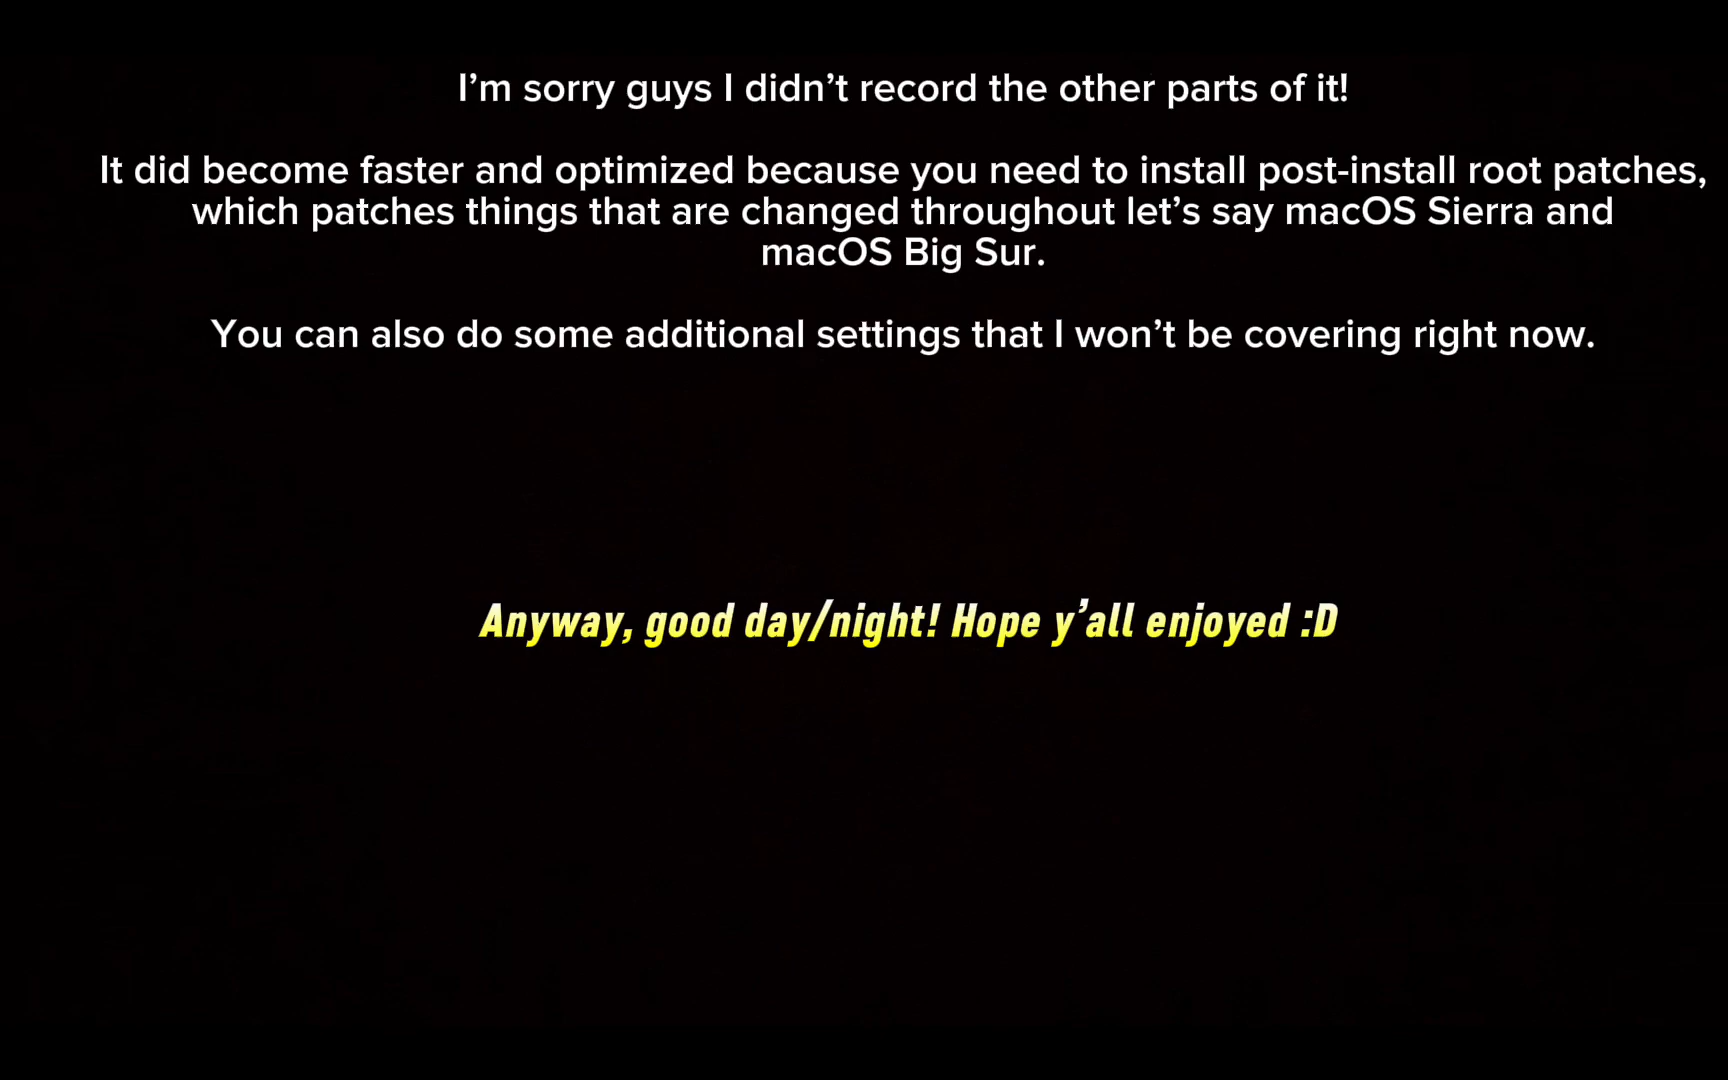 I’m sorry guys I didn’t record the other parts of it!
It did become faster and optimized because you need to install post-install root patches,
which patches things that are changed throughout let’s say macOS Sierra and
macOS Big Sur.
You can also do some additional settings that I won’t be covering right now.
Anyway, good day/night! Hope y’all enjoyed :D